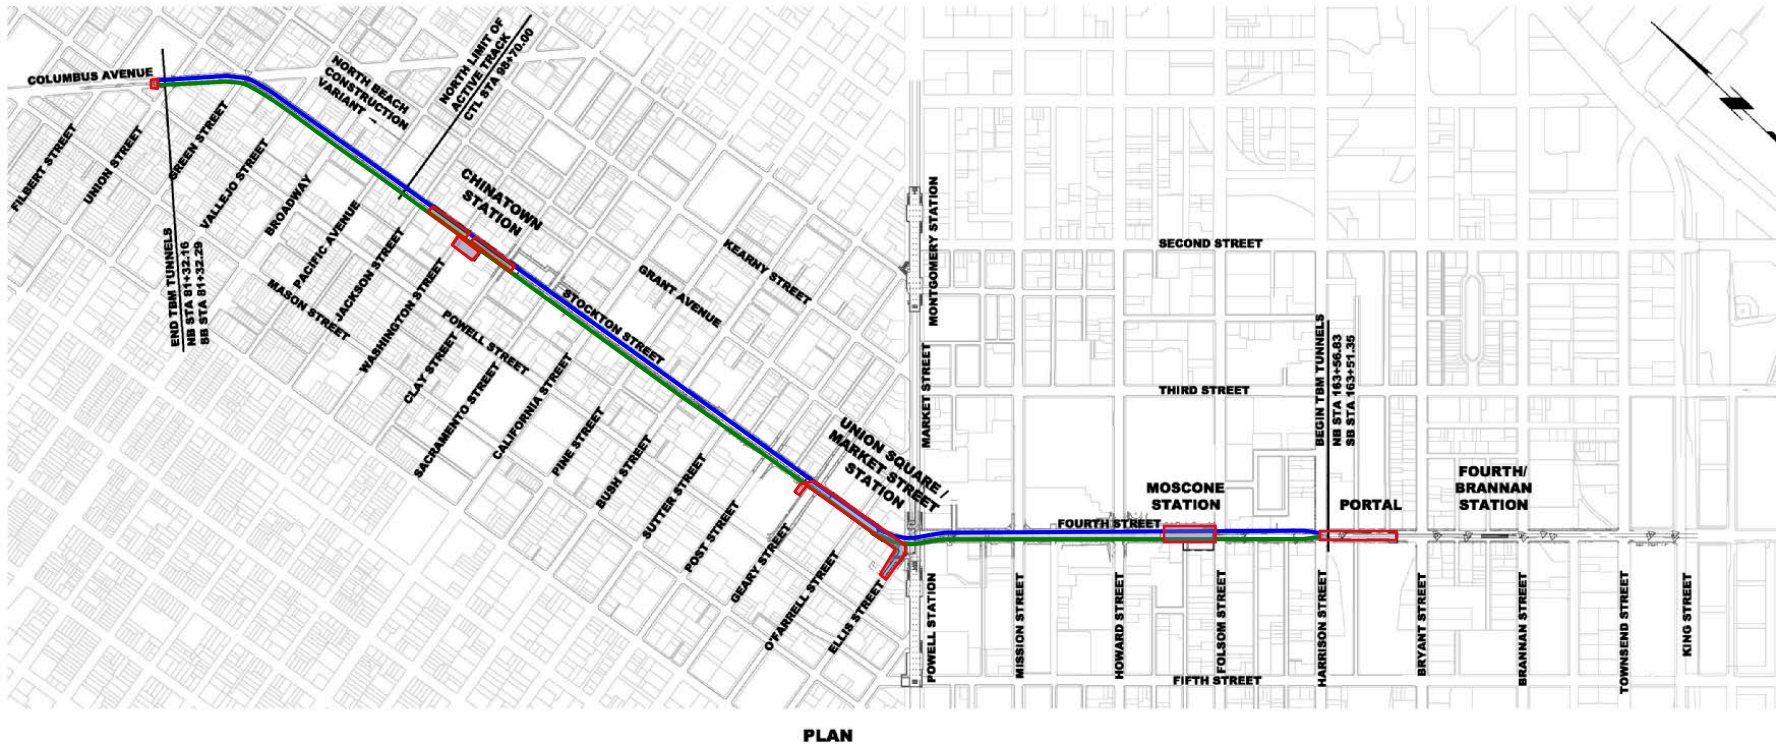 COLUMBUS AVENUE
FILBERT STREET
UNION STREET
GREEN STREET
VALLEJO STREET
BROADWAY
PACIFIC AVENUE
MASON STREET
JACKSON STREET
WASHINGTON STREET
POWELL STREET
CLAY STREET
SACRAMENTO STREET
CALIFORNIA STREET
PINE STREET
BUSH STREET
SUTTER STREET
POST STREET
GEARY STREET
O'FARRELL STREET
ELLIS STREET
END TBM TUNNELS
NB STA 81+32.16
SB STA 81+32.29
NORTH BEACH
CONSTRUCTION
VARIANT
NORTH LIMIT OF
ACTIVE TRACK
CTL STA 98+70.00
CHINATOWN
STATION
STOCKTON STREET
GRANT AVENUE
KEARNY STREET
UNION SQUARE /
MARKET STREET
STATION
MONTGOMERY STATION
MARKET STREET
POWELL STATION
SECOND STREET
THIRD STREET
FOURTH STREET
FIFTH STREET
MOSCONE
STATION
BEGIN TBM TUNNELS
NB STA 163+56.83
SB STA 163+51.35
PORTAL
FOURTH/
BRANNAN
STATION
MISSION STREET
HOWARD STREET
FOLSOM STREET
HARRISON STREET
BRYANT STREET
BRANNAN STREET
TOWNSEND STREET
KING STREET
PLAN